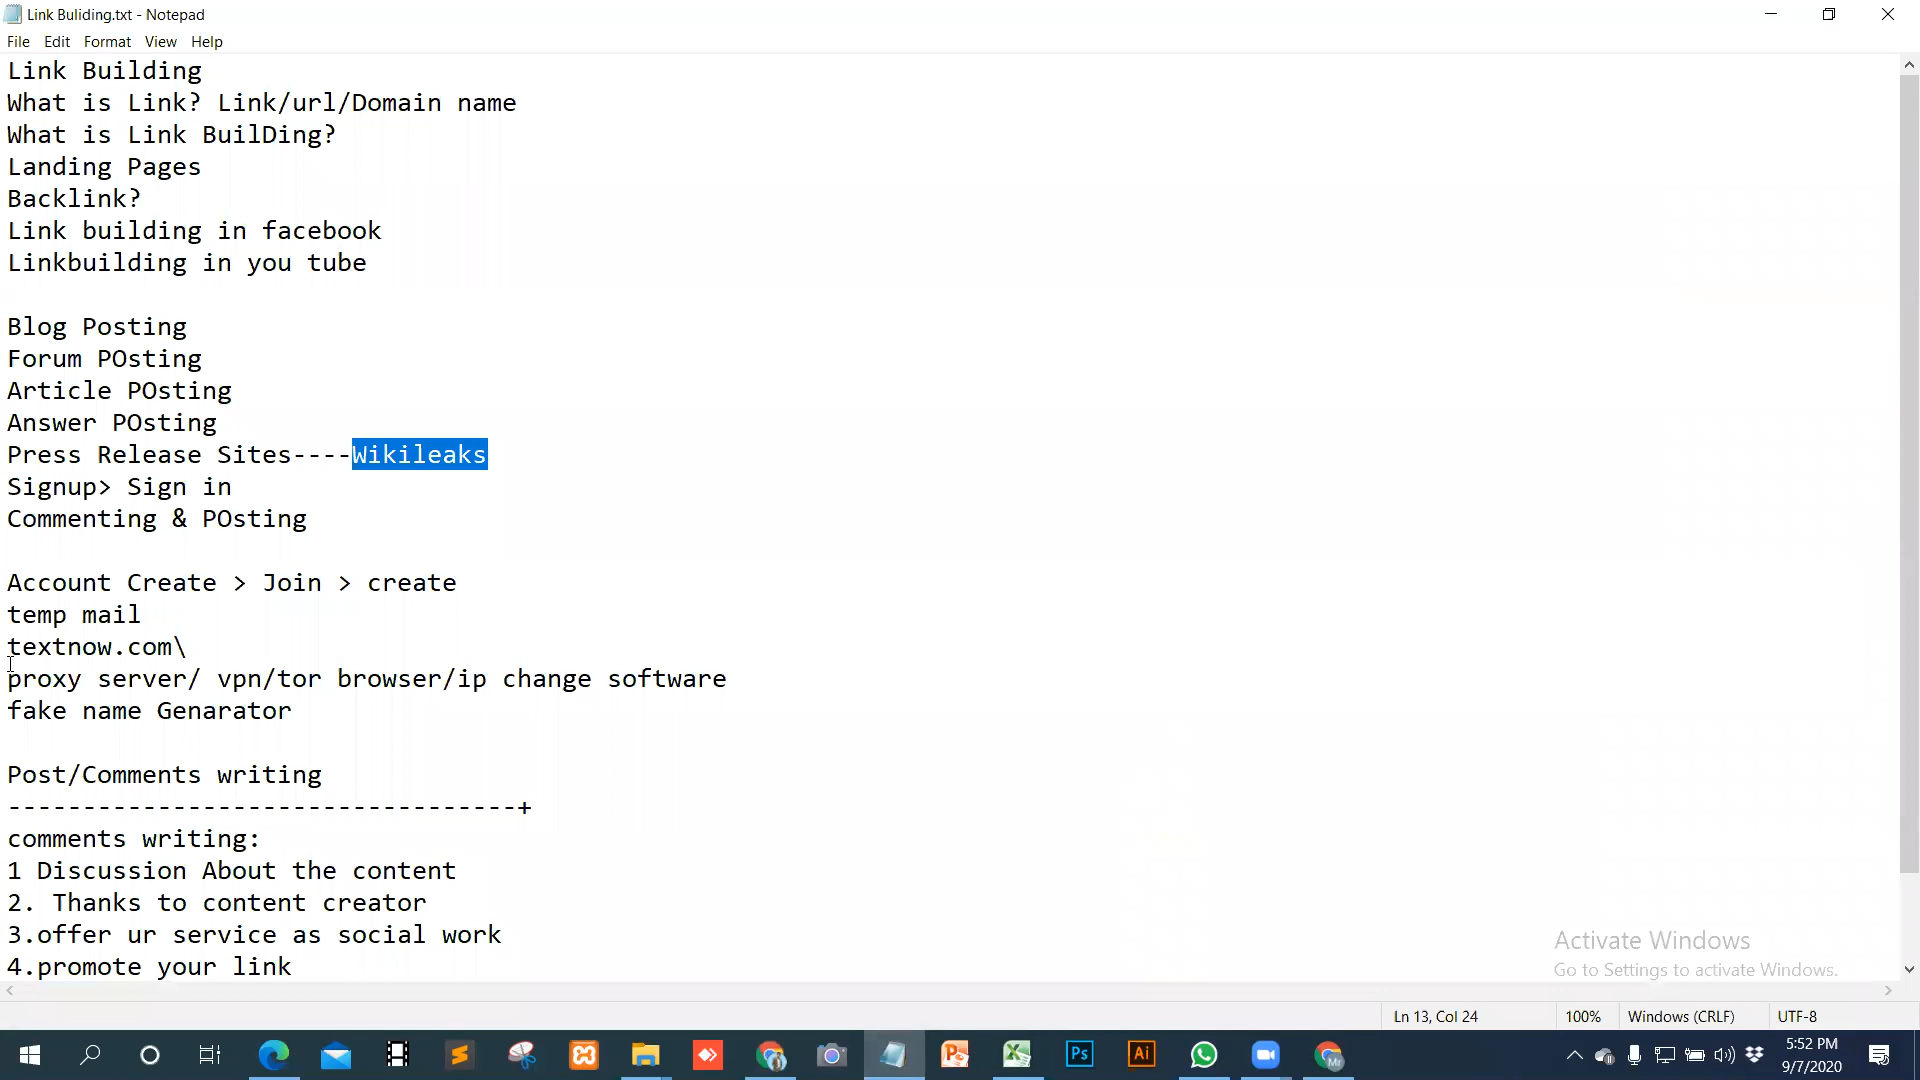 Link Buliding.txt - Notepad
File Edit Format View Help
Link Building
What is Link? Link/url/Domain name
What is Link BuilDing?
Landing Pages
Backlink?
Link building in facebook
Linkbuilding in you tube
Blog Posting
Forum POsting
Article POsting
Answer POsting
Press Release Sites----Wikileaks
Signup> Sign in
Commenting & POsting
Account Create > Join > create
temp mail
textnow.com\
proxy server/ vpn/tor browser/ip change software
fake name Genarator
Post/Comments writing
----------------------------------+
comments writing:
1 Discussion About the content
2. Thanks to content creator
3.offer ur service as social work
4.promote your link
Activate Windows
Go to Settings to activate Windows.
Ln 13, Col 24 100% Windows (CRLF) UTF-8
Ps Ai
5:52 PM
9/7/2020